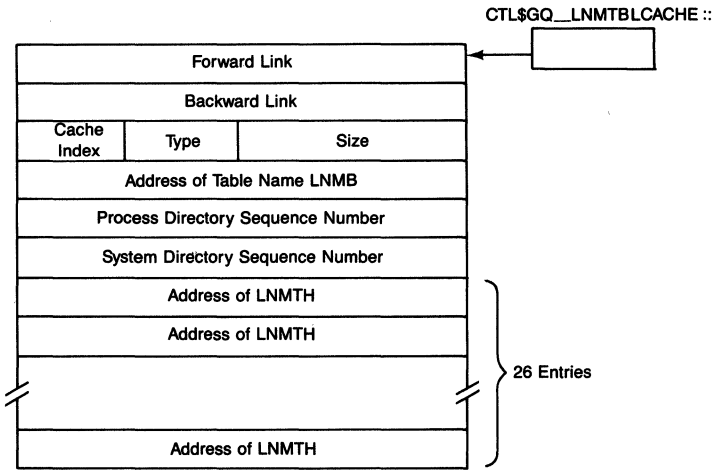 CTL$GQ__LNMTBLCACHE ::
Forward Link
Backward Link
Cache
Index
Type
Size
Address of Table Name LNMB
Process Directory Sequence Number
System Directory Sequence Number
Address of LNMTH
Address of LNMTH
26 Entries
Address of LNMTH